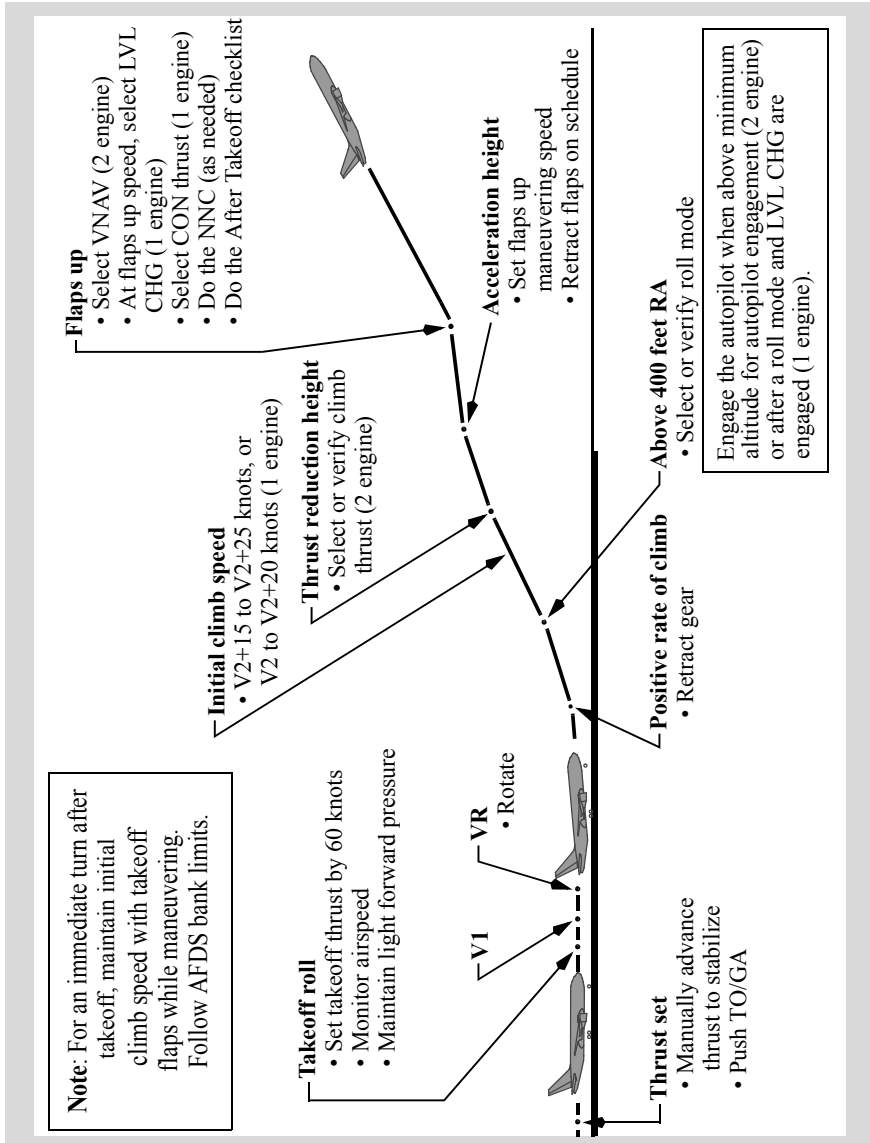 Note: For an immediate turn after
takeoff, maintain initial
climb speed with takeoff
flaps while maneuvering.
Follow AFDS bank limits.
Takeoff roll
• Set takeoff thrust by 60 knots
• Monitor airspeed
• Maintain light forward pressure
V1
VR
• Rotate
Thrust set
• Manually advance
thrust to stabilize
• Push TO/GA
Initial climb speed
• V2+15 to V2+25 knots, or
V2 to V2+20 knots (1 engine)
Thrust reduction height
• Select or verify climb
thrust (2 engine)
Positive rate of climb
• Retract gear
Above 400 feet RA
• Select or verify roll mode
Flaps up
• Select VNAV (2 engine)
• At flaps up speed, select LVL
CHG (1 engine)
• Select CON thrust (1 engine)
• Do the NNC (as needed)
• Do the After Takeoff checklist
Acceleration height
• Set flaps up
maneuvering speed
• Retract flaps on schedule
Engage the autopilot when above minimum
altitude for autopilot engagement (2 engine)
or after a roll mode and LVL CHG are
engaged (1 engine).